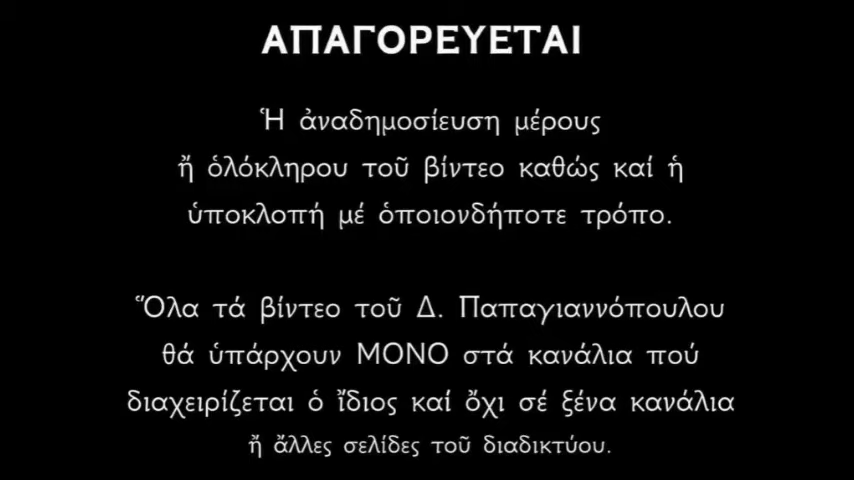 ΑΠΑΓΟΡΕΥΕΤΑΙ
Ἡ ἀναδημοσίευση μέρους
ἤ ὁλόκληρου τοῦ βίντεο καθώς καί ἡ
ὑποκλοπή μέ ὁποιονδήποτε τρόπο.
Ὅλα τά βίντεο τοῦ Δ. Παπαγιαννόπουλου
θά ὑπάρχουν ΜΟΝΟ στά κανάλια πού
διαχειρίζεται ὁ ἴδιος καί ὄχι σέ ξένα κανάλια
ἤ ἄλλες σελίδες τοῦ διαδικτύου.